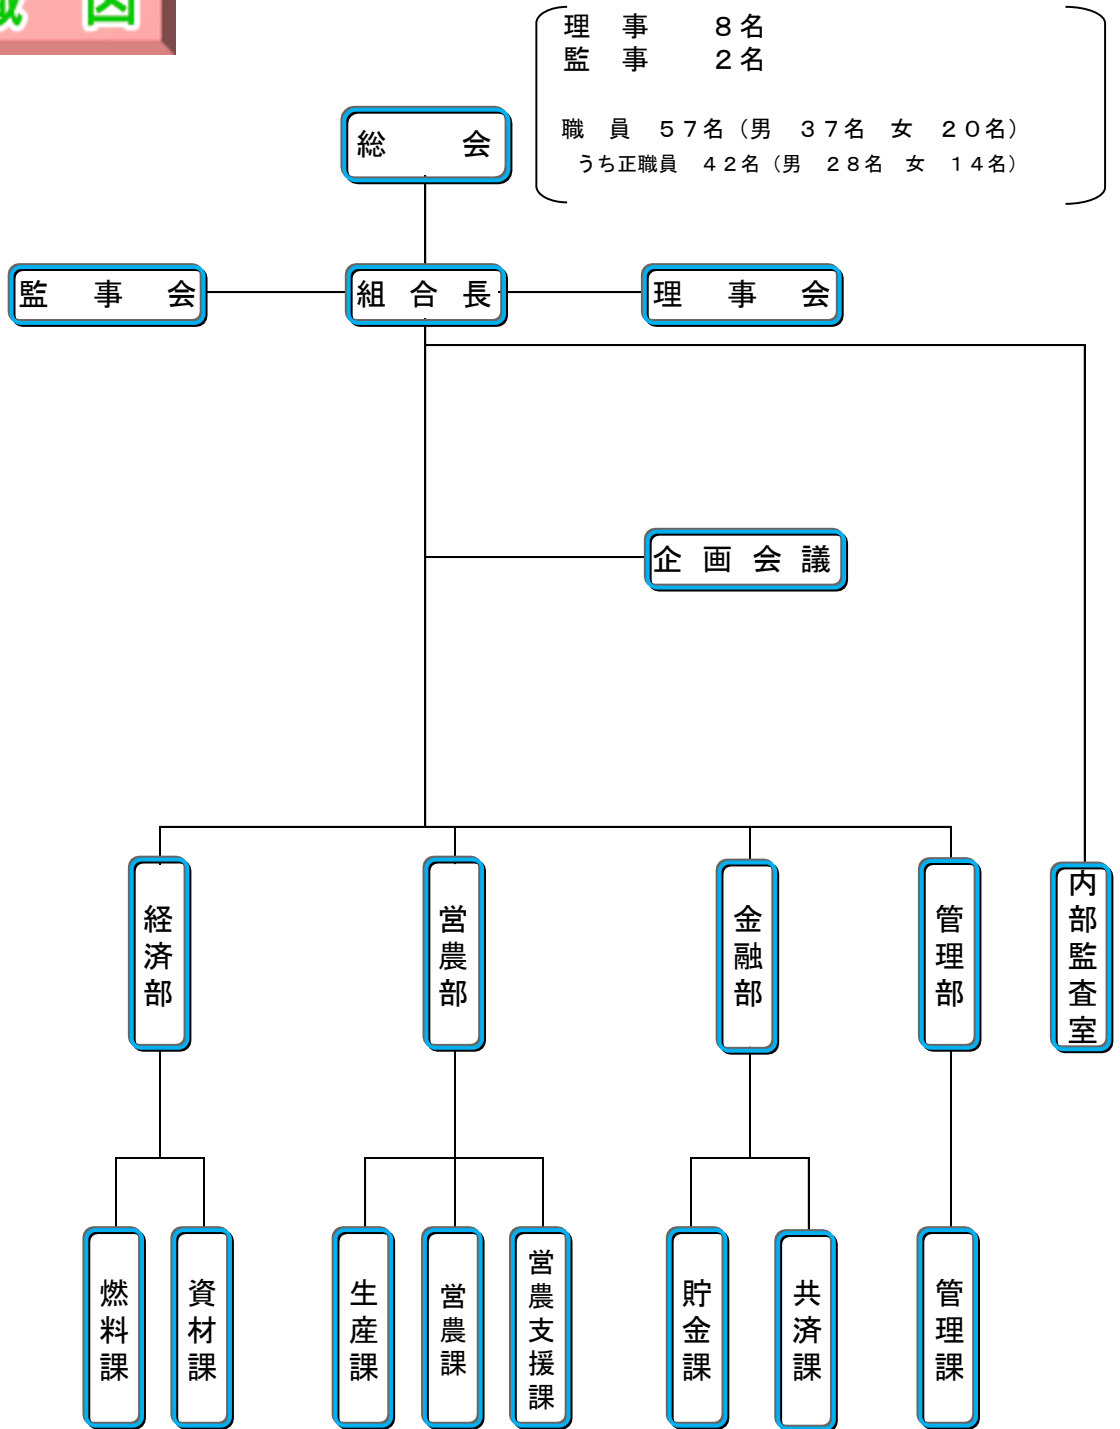 図
理　事　　８名
監　事　　２名
職　員　５７名（男　３７名　女　２０名）
うち正職員　４２名（男　２８名　女　１４名）
総　会
監　事　会
組　合　長
理　事　会
企　画　会　議
経済部
営農部
金融部
管理部
内部監査室
燃料課
資材課
生産課
営農課
営農支援課
貯金課
共済課
管理課